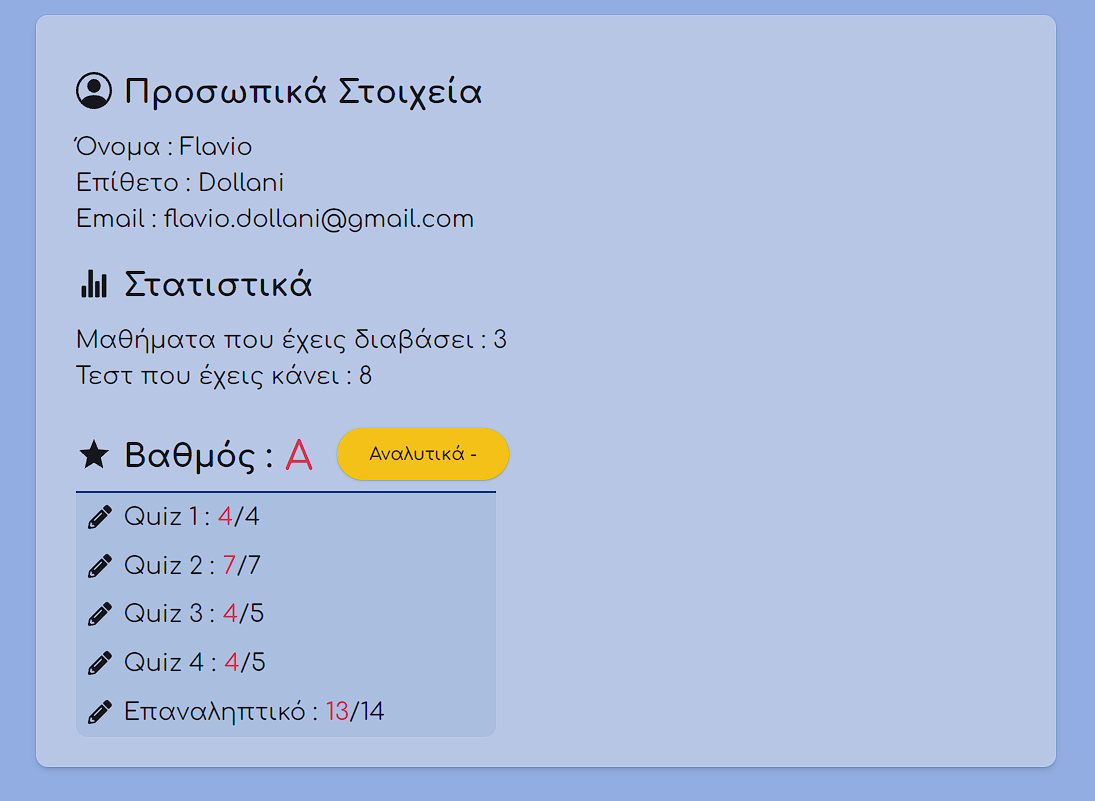 Προσωπικά Στοιχεία
Όνομα : Flavio
Επίθετο : Dollani
Email : flavio.dollani@gmail.com
Στατιστικά
Μαθήματα που έχεις διαβάσει : 3
Τεστ που έχεις κάνει : 8
Βαθμός : A Αναλυτικά -
Quiz 1 : 4/4
Quiz 2 : 7/7
Quiz 3 : 4/5
Quiz 4 : 4/5
Επαναληπτικό : 13/14